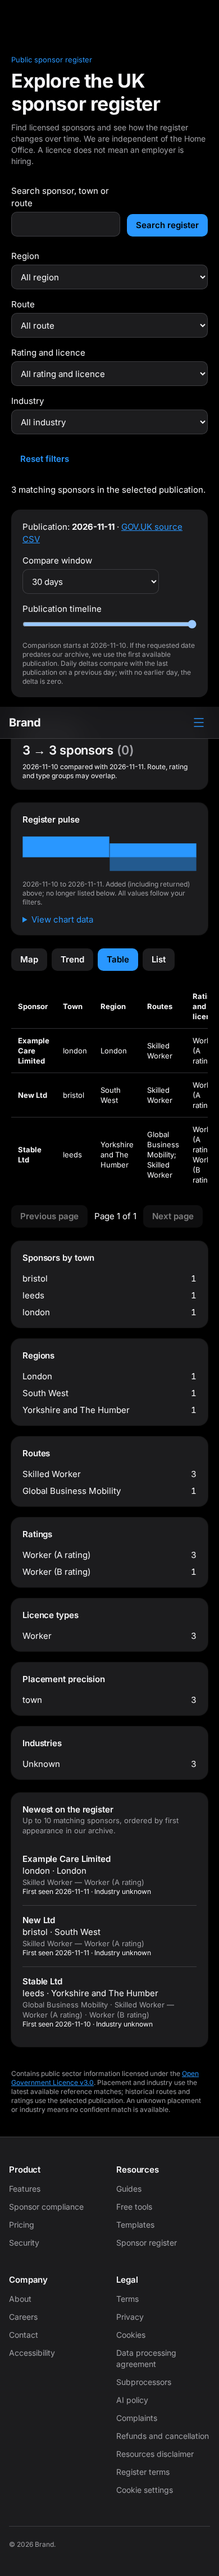 Public sponsor register
Explore the UK
sponsor register
Find licensed sponsors and see how the register
changes over time. We are independent of the Home
Office. A licence does not mean an employer is
hiring.
Search sponsor, town or
route
Search register
Region
All region
Route
All route
Rating and licence
All rating and licence
Industry
All industry
Reset filters
3 matching sponsors in the selected publication.
Publication: 2026-11-11 · GOV.UK source
CSV
Compare window
30 days
Publication timeline
Comparison starts at 2026-11-10. If the requested date
predates our archive, we use the first available
publication. Daily deltas compare with the last
publication on a previous day; with no earlier day, the
delta is zero.
Brand
3 → 3 sponsors (0)
2026-11-10 compared with 2026-11-11. Route, rating
and type groups may overlap.
Register pulse
2026-11-10 to 2026-11-11. Added (including returned)
above; no longer listed below. All values follow your
filters.
View chart data
Map Trend Table List
Sponsor Town Region Routes
Example
Care
Limited
london London
Skilled
Worker
(A
New Ltd bristol
South
West
Skilled
Worker
(A
Stable
Ltd
leeds
Yorkshire
and The
Humber
Global
Business
Mobility;
Skilled
Worker
(A
(B
Previous page Page 1 of 1 Next page
Sponsors by town
bristol 1
leeds 1
london 1
Regions
London 1
South West 1
Yorkshire and The Humber 1
Routes
Skilled Worker 3
Global Business Mobility 1
Ratings
Worker (A rating) 3
Worker (B rating) 1
Licence types
Worker 3
Placement precision
town 3
Industries
Unknown 3
Newest on the register
Up to 10 matching sponsors, ordered by first
appearance in our archive.
Example Care Limited
london · London
Skilled Worker — Worker (A rating)
First seen 2026-11-11 · Industry unknown
New Ltd
bristol · South West
Skilled Worker — Worker (A rating)
First seen 2026-11-11 · Industry unknown
Stable Ltd
leeds · Yorkshire and The Humber
Global Business Mobility · Skilled Worker —
Worker (A rating) · Worker (B rating)
First seen 2026-11-10 · Industry unknown
Contains public sector information licensed under the Open
Government Licence v3.0. Placement and industry use the
latest available reference matches; historical routes and
ratings use the selected publication. An unknown placement
or industry means no confident match is available.
Product
Features
Sponsor compliance
Pricing
Security
Resources
Guides
Free tools
Templates
Sponsor register
Company
About
Careers
Contact
Accessibility
Legal
Terms
Privacy
Cookies
Data processing
agreement
Subprocessors
AI policy
Complaints
Refunds and cancellation
Resources disclaimer
Register terms
Cookie settings
© 2026 Brand.